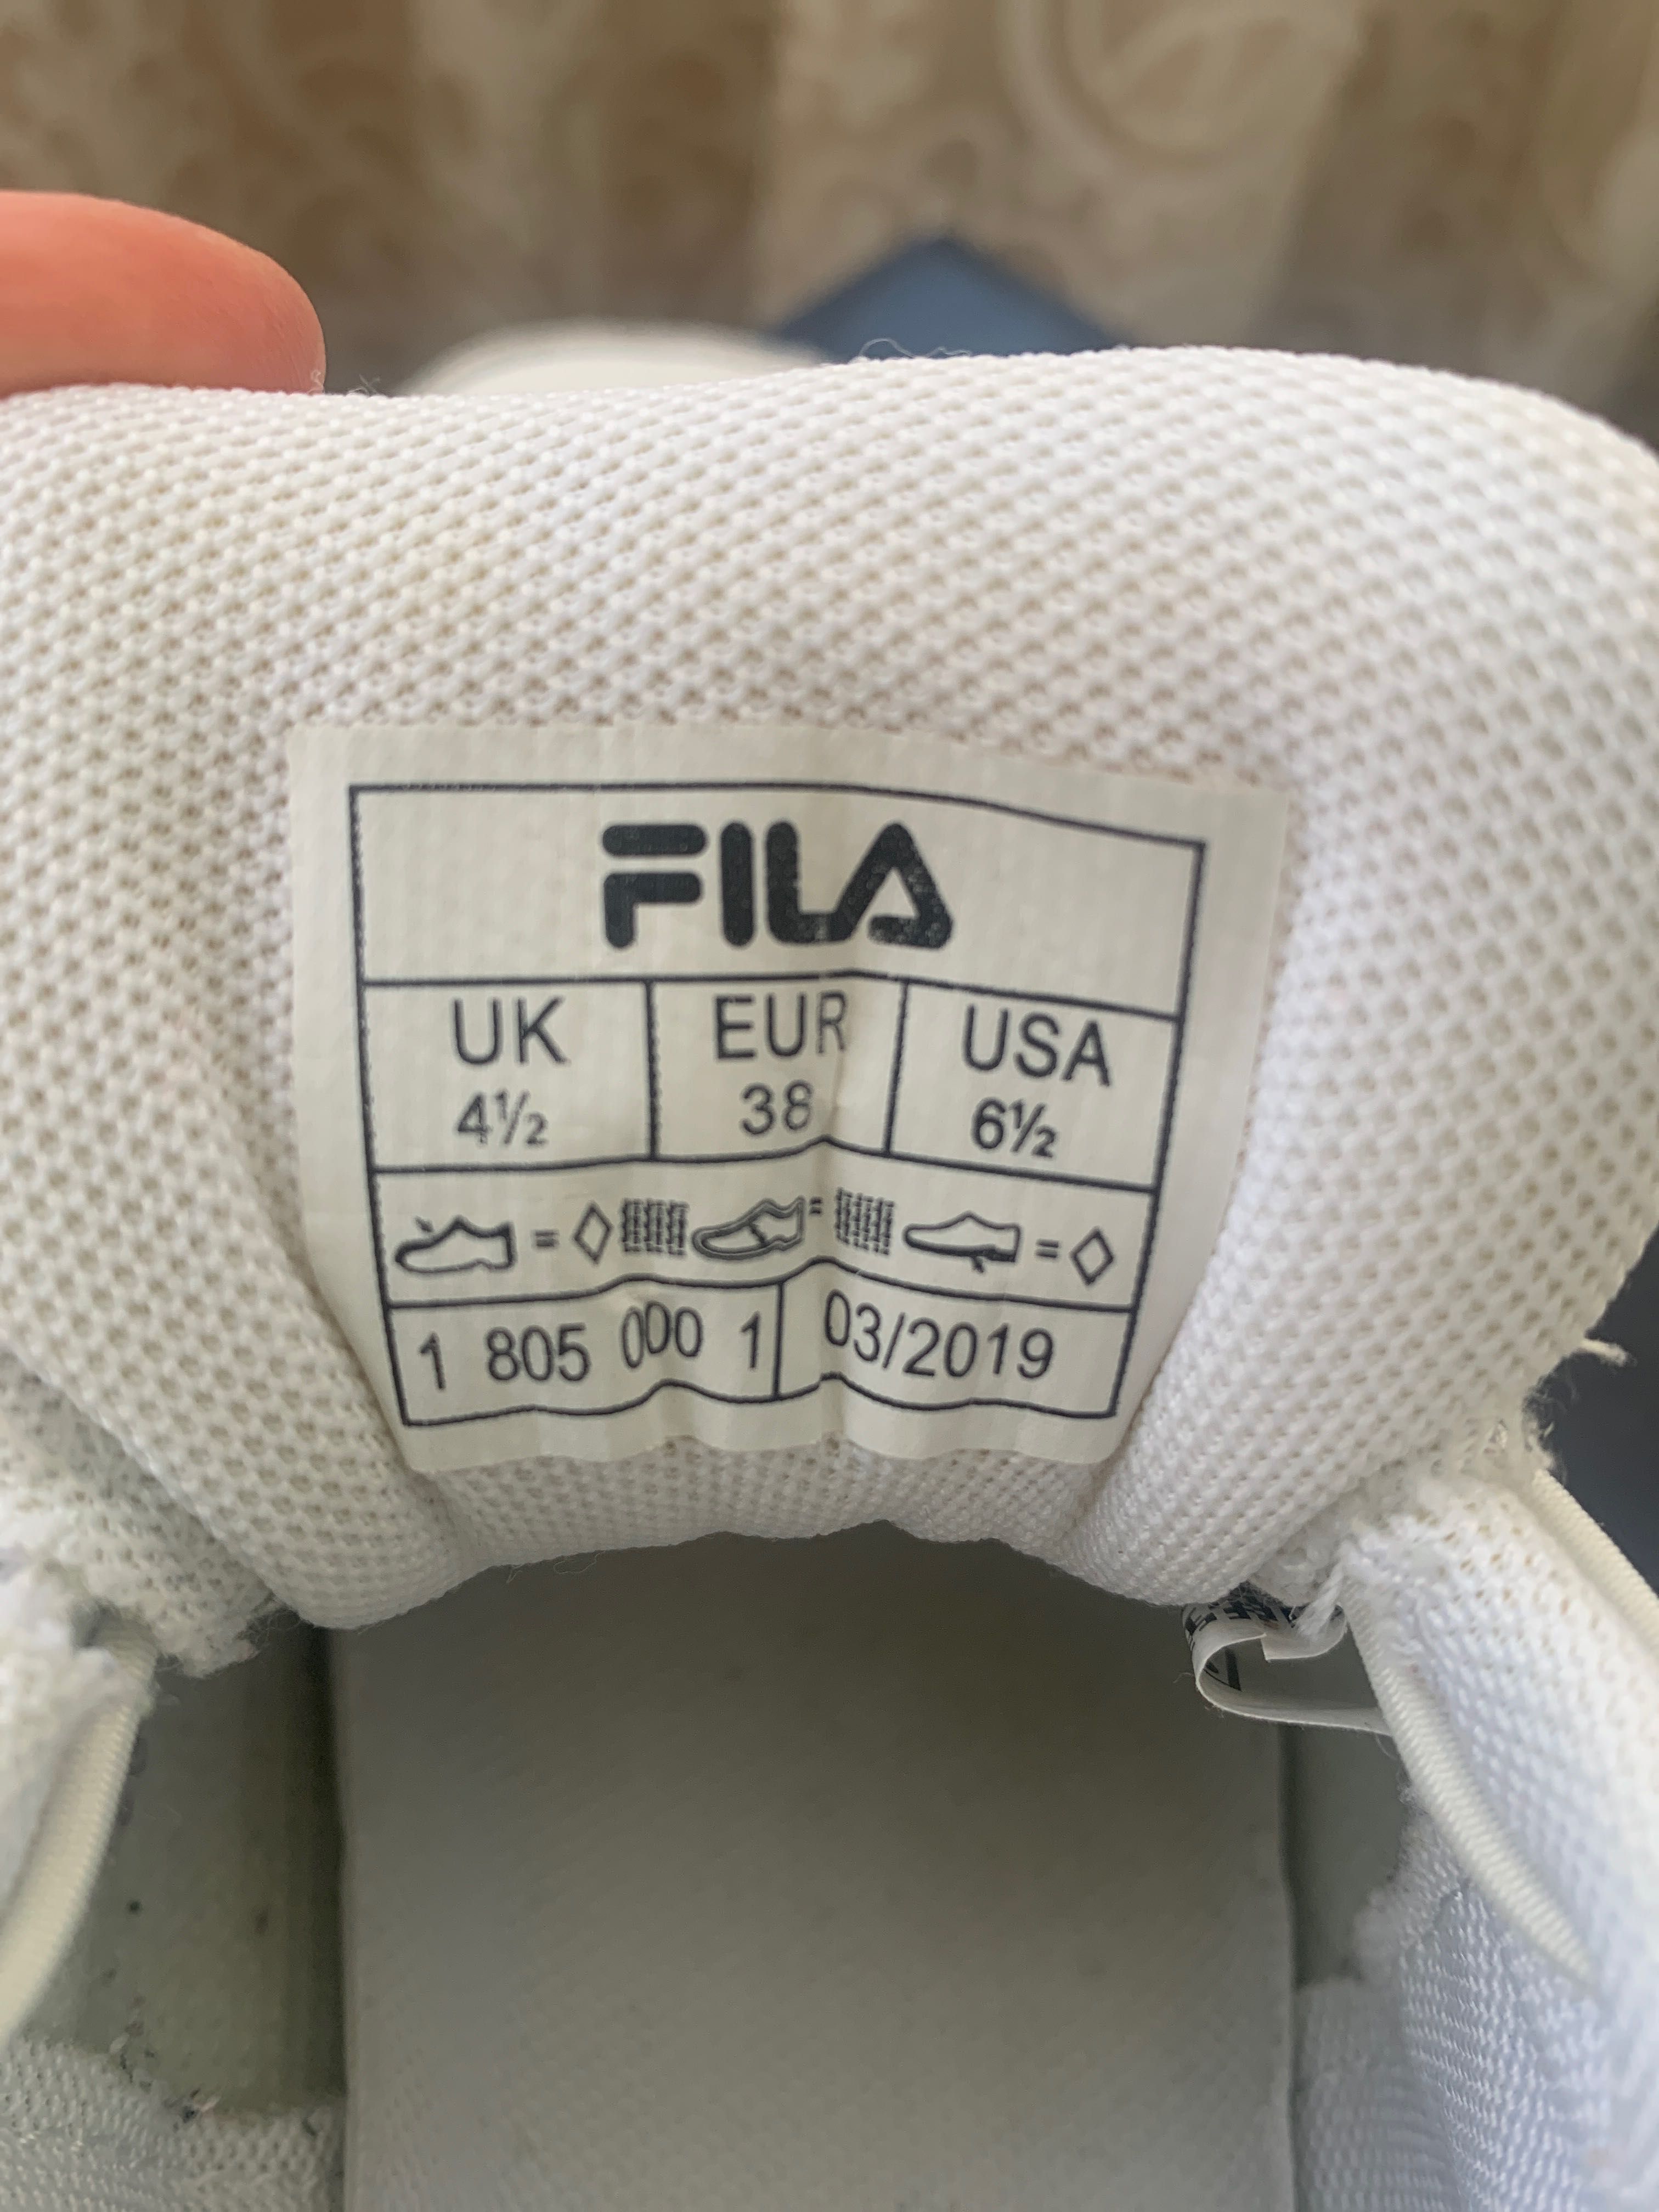 FILA
UK EUR USA
4½ 38 6½
= =  =
1 805 000 1 03/2019